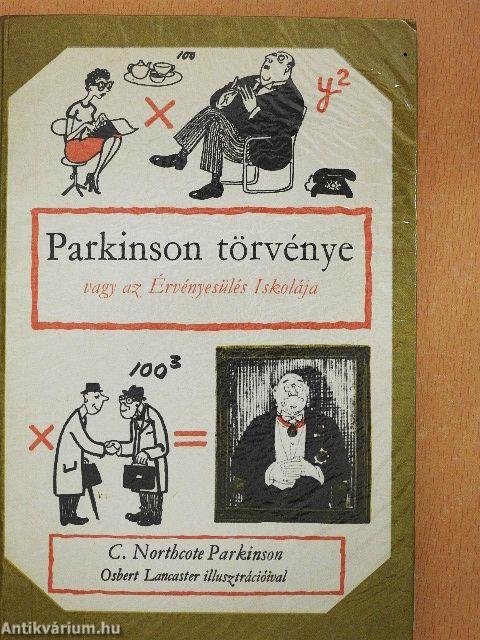 100
× y²
Parkinson törvénye
vagy az Érvényesülés Iskolája
100³
× =
C. Northcote Parkinson
Osbert Lancaster illusztrációival
Antikvárium.hu